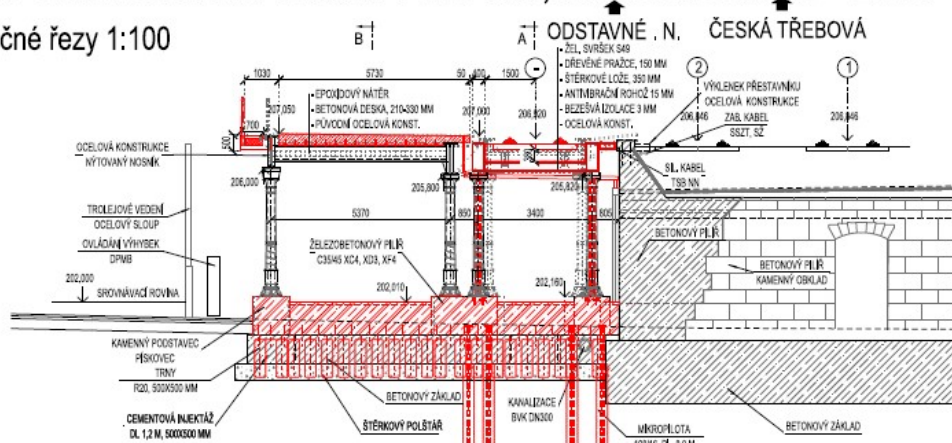 čné řezy 1:100
B
A
ODSTAVNÉ . N.
ČESKÁ TŘEBOVÁ
ŽEL. SVRŠEK S49
DŘEVĚNÉ PRAŽCE, 150 MM
ŠTĚRKOVÉ LOŽE, 350 MM
ANTIVIBRAČNÍ ROHOŽ 15 MM
BEZEŠVÁ IZOLACE 3 MM
OCELOVÁ KONST.
1030
5730
50
400
1500
2
1
VÝKLENEK PŘESTAVNÍKU
OCELOVÁ KONSTRUKCE
ZAB. KABEL
SSZT, SŽ
EPOXIDOVÝ NÁTĚR
BETONOVÁ DESKA, 210-330 MM
PŮVODNÍ OCELOVÁ KONST.
207,050
207,000
206,920
206,846
206,846
700
500
OCELOVÁ KONSTRUKCE
NÝTOVANÝ NOSNÍK
SIL. KABEL
TSB NN
206,000
205,800
205,820
TROLEJOVÉ VEDENÍ
OCELOVÝ SLOUP
5370
850
3400
605
OVLÁDÁNÍ VÝHYBEK
DPMB
ŽELEZOBETONOVÝ PILÍŘ
C35/45 XC4, XD3, XF4
BETONOVÝ PILÍŘ
BETONOVÝ PILÍŘ
KAMENNÝ OBKLAD
202,000
SROVNÁVACÍ ROVINA
202,010
202,160
KAMENNÝ PODSTAVEC
PÍSKOVEC
TRNY
R20, 500X500 MM
BETONOVÝ ZÁKLAD
KANALIZACE
BVK DN300
CEMENTOVÁ INJEKTÁŽ
DL. 1,2 M, 500X500 MM
ŠTĚRKOVÝ POLŠTÁŘ
MIKROPILOTA
BETONOVÝ ZÁKLAD